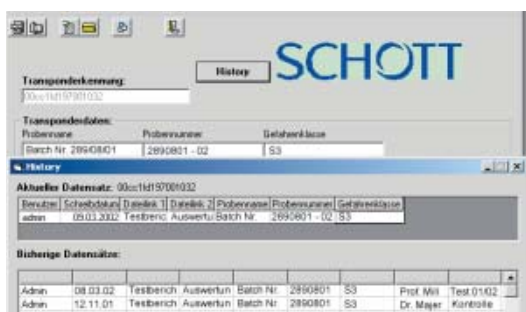 SCHOTT
History
Transponderkennung:
Transponderdaten:
Probenname Probennummer Gefahrenklasse
Barch Nr. 289/08/01 2890801 - 02 S3
History
Aktueller Datensatz:
Benutzer Schreibdatum Dateilink 1 Dateilink 2 Probenname Probennummer Gefahrenklasse
admin 09.03.2002 Testberic Auswertu Batch Nr. 2890801 - 02 S3
Bisherige Datensätze:
Admin 08.03.02 Testberich Auswertun Batch Nr. 2890801 S3 Prof. Mill Test 01/02
Admin 12.11.01 Testberich Auswertun Batch Nr. 2890801 S3 Dr. Majer Kontrolle